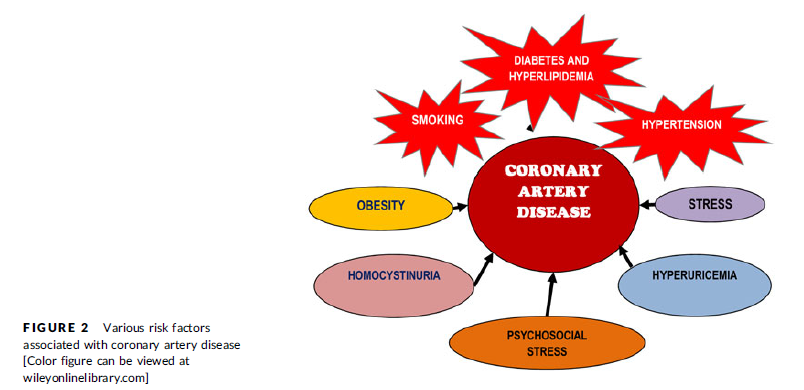 DIABETES AND
HYPERLIPIDEMIA
SMOKING
HYPERTENSION
CORONARY
ARTERY
DISEASE
OBESITY
STRESS
HOMOCYSTINURIA
HYPERURICEMIA
PSYCHOSOCIAL
STRESS
FIGURE 2 Various risk factors
associated with coronary artery disease
[Color figure can be viewed at
wileyonlinelibrary.com]